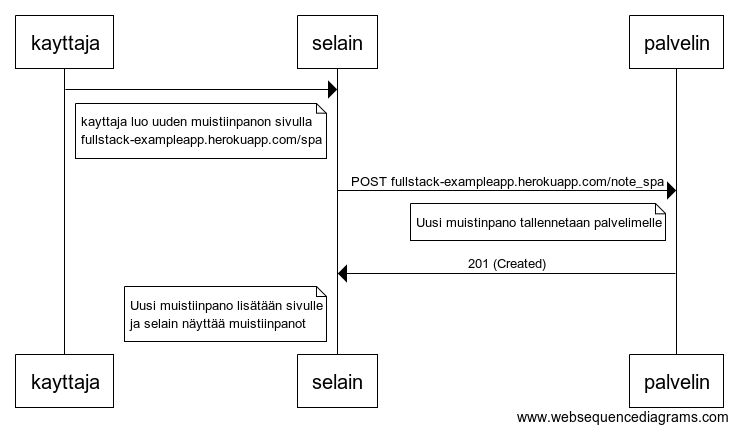 kayttaja selain palvelin
kayttaja luo uuden muistiinpanon sivulla
fullstack-exampleapp.herokuapp.com/spa
POST fullstack-exampleapp.herokuapp.com/note_spa
Uusi muistinpano tallennetaan palvelimelle
201 (Created)
Uusi muistiinpano lisätään sivulle
ja selain näyttää muistiinpanot
kayttaja selain palvelin
www.websequencediagrams.com